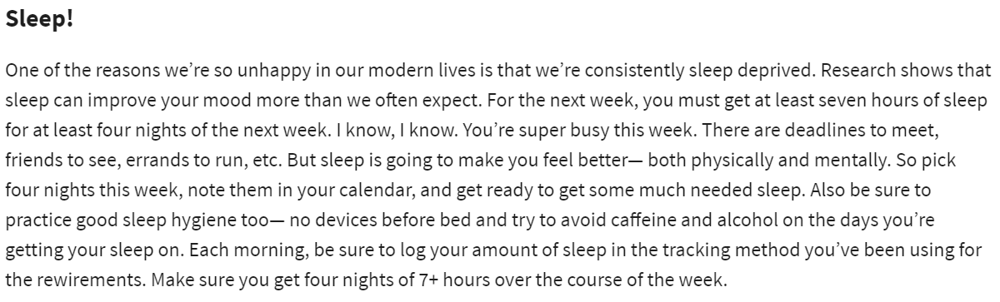 Sleep!
One of the reasons we’re so unhappy in our modern lives is that we’re consistently sleep deprived. Research shows that
sleep can improve your mood more than we often expect. For the next week, you must get at least seven hours of sleep
for at least four nights of the next week. I know, I know. You’re super busy this week. There are deadlines to meet,
friends to see, errands to run, etc. But sleep is going to make you feel better— both physically and mentally. So pick
four nights this week, note them in your calendar, and get ready to get some much needed sleep. Also be sure to
practice good sleep hygiene too— no devices before bed and try to avoid caffeine and alcohol on the days you’re
getting your sleep on. Each morning, be sure to log your amount of sleep in the tracking method you’ve been using for
the rewirements. Make sure you get four nights of 7+ hours over the course of the week.